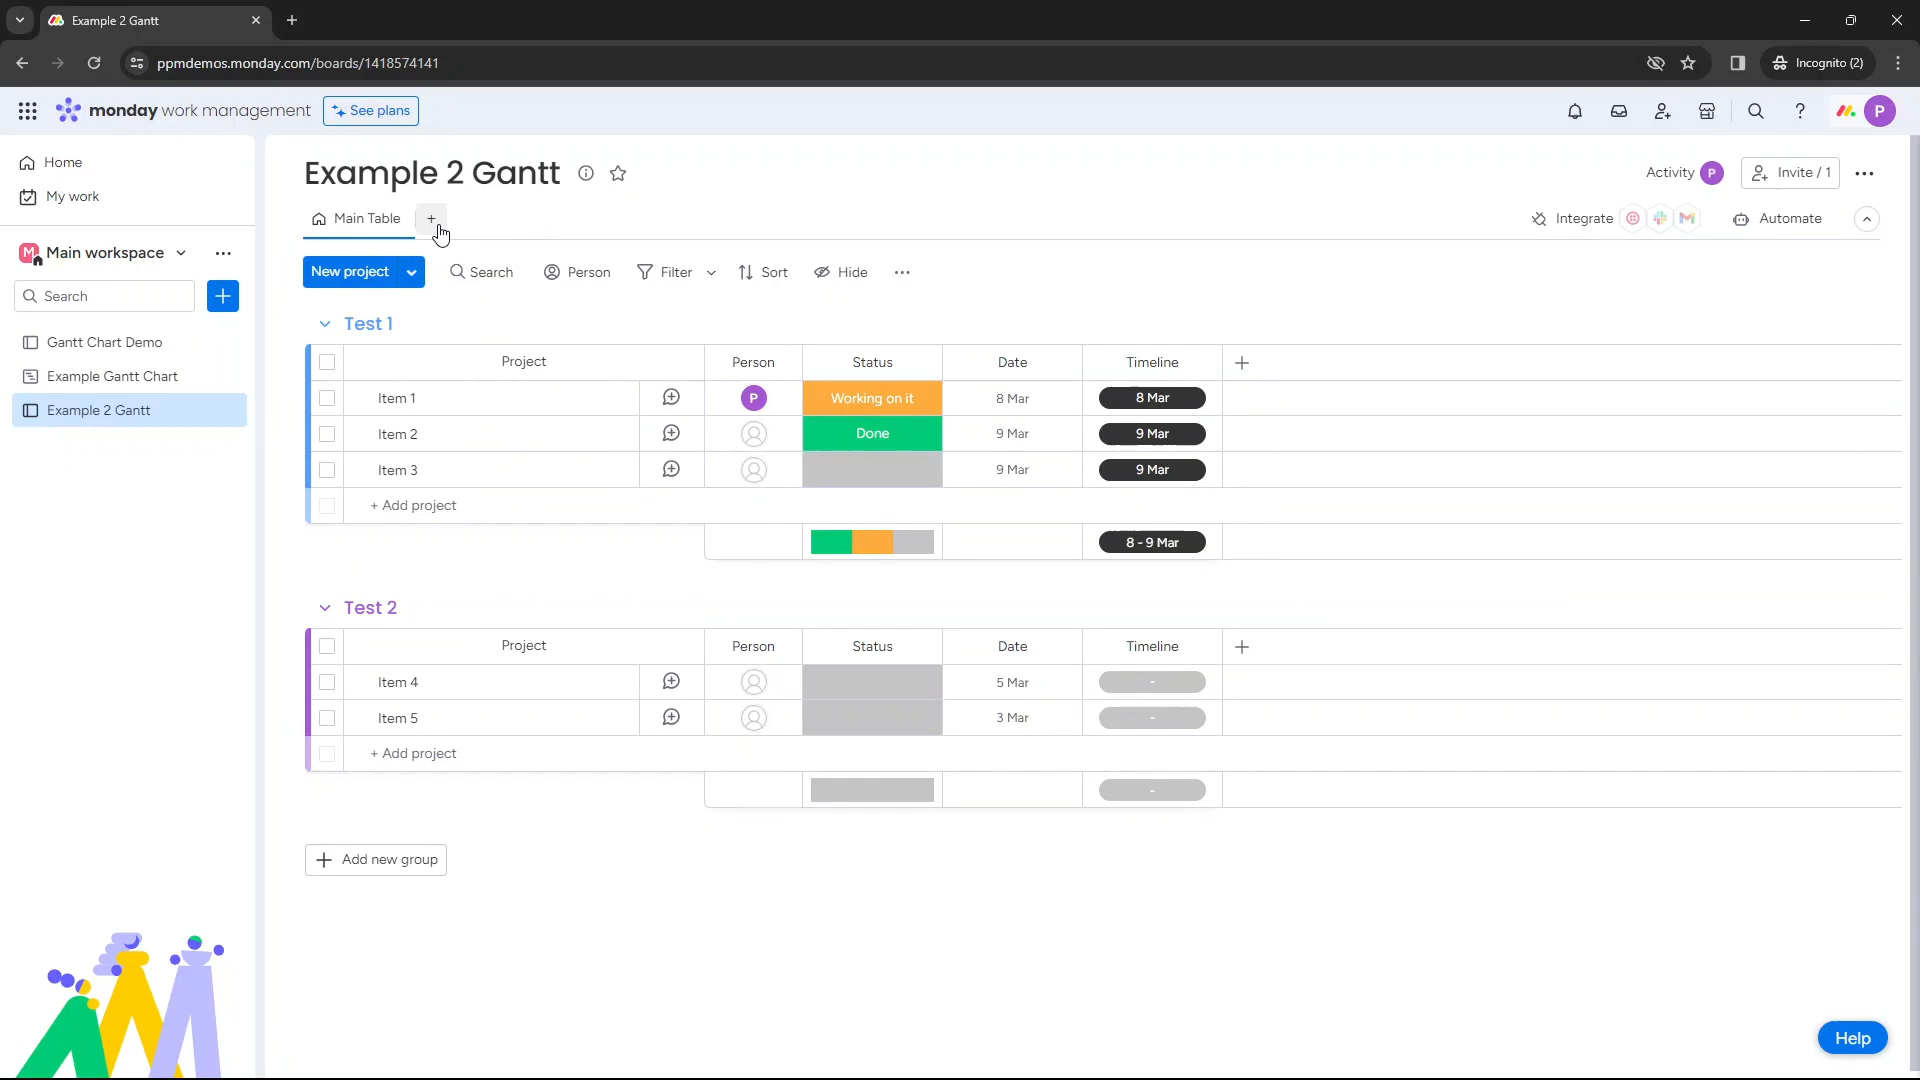 Example 2 Gantt
ppmdemos.monday.com/boards/1418574141
Incognito (2)
monday work management
See plans
P
Home
My work
M
Main workspace
Search
Gantt Chart Demo
Example Gantt Chart
Example 2 Gantt
Example 2 Gantt
Activity P
Invite / 1
Main Table
Integrate
Automate
New project
Search
Person
Filter
Sort
Hide
Test 1
Project Person Status Date Timeline
Item 1 P Working on it 8 Mar 8 Mar
Item 2 Done 9 Mar 9 Mar
Item 3 9 Mar 9 Mar
+ Add project
8 - 9 Mar
Test 2
Project Person Status Date Timeline
Item 4 5 Mar -
Item 5 3 Mar -
+ Add project
-
+ Add new group
Help